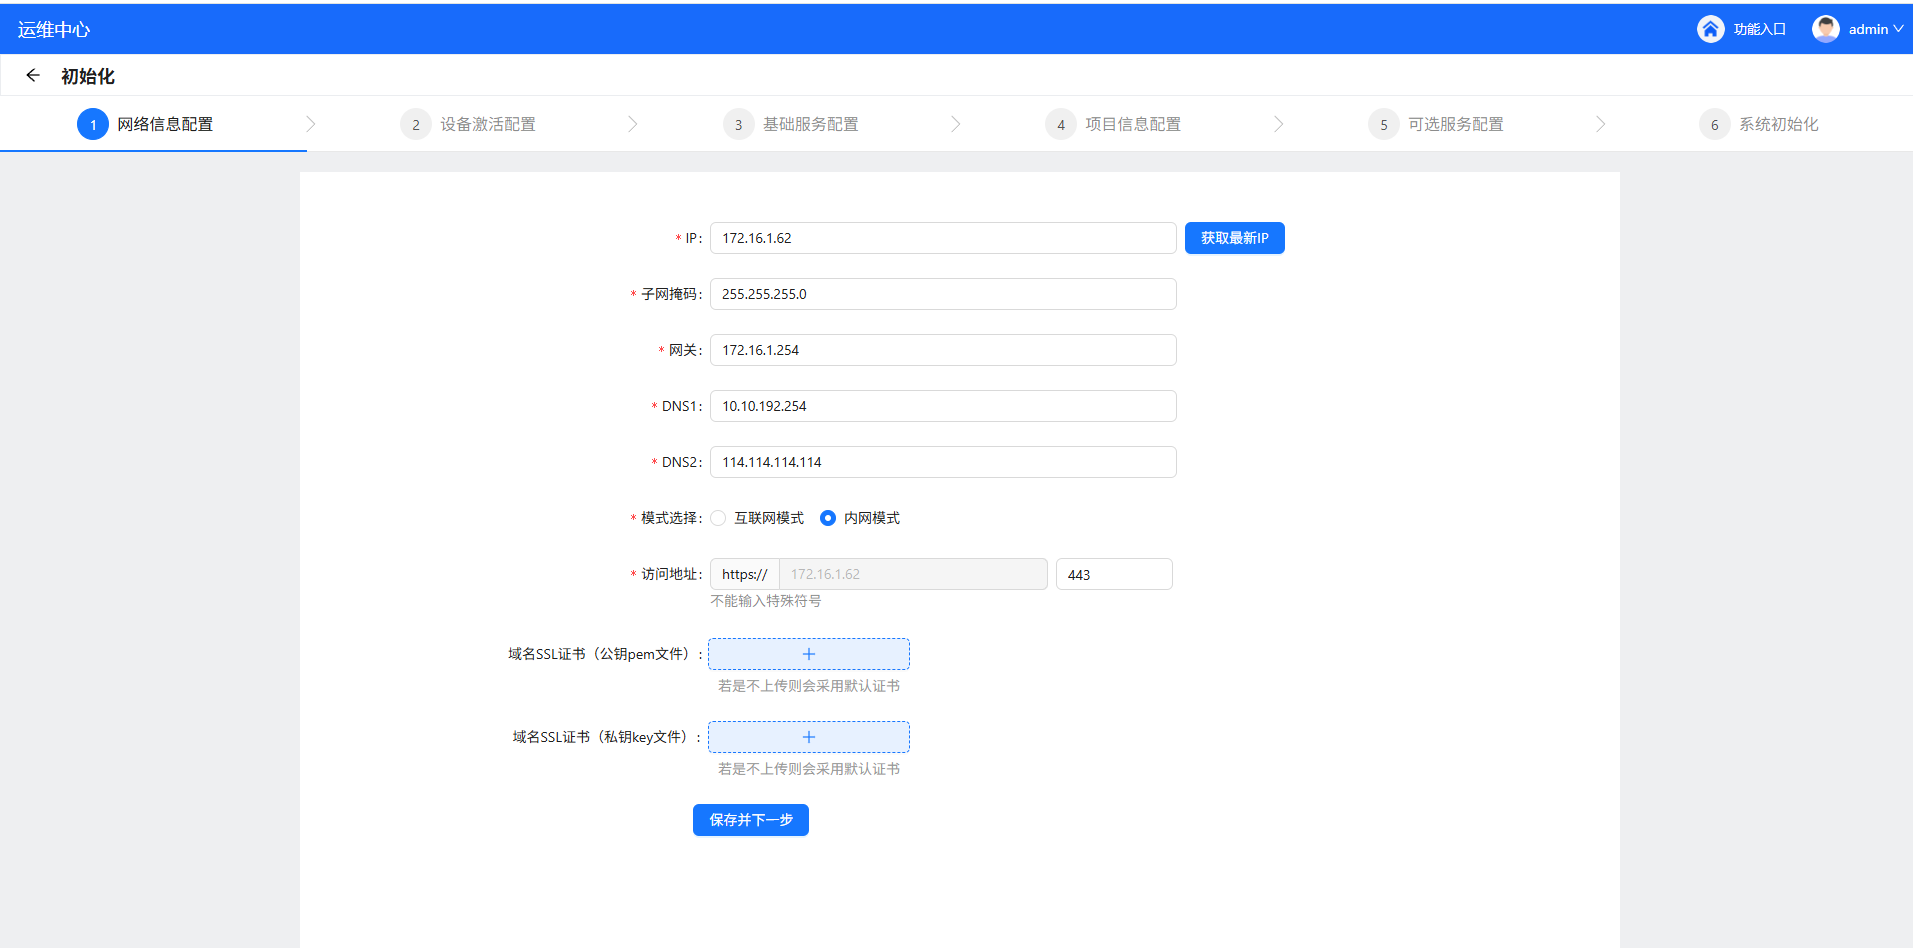 运维中心 功能入口 admin
初始化
1 网络信息配置 2 设备激活配置 3 基础服务配置 4 项目信息配置 5 可选服务配置 6 系统初始化
* IP: 172.16.1.62 获取最新IP
* 子网掩码: 255.255.255.0
* 网关: 172.16.1.254
* DNS1: 10.10.192.254
* DNS2: 114.114.114.114
* 模式选择: 互联网模式 内网模式
* 访问地址: https:// 172.16.1.62 443
不能输入特殊符号
域名SSL证书（公钥pem文件）: +
若是不上传则会采用默认证书
域名SSL证书（私钥key文件）: +
若是不上传则会采用默认证书
保存并下一步